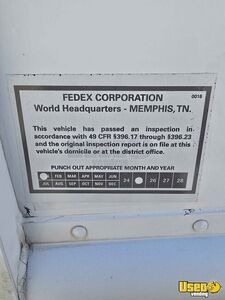 FEDEX CORPORATION 0016
World Headquarters - MEMPHIS, TN.
This vehicle has passed an inspection in
accordance with 49 CFR §396.17 through §396.23
and the original inspection report is on file at this
vehicle's domicile or at the district office.
PUNCH OUT APPROPRIATE MONTH AND YEAR
FEB MAR APR MAY JUN
JUL AUG SEP OCT NOV DEC
24 26 27 28
USED
vending